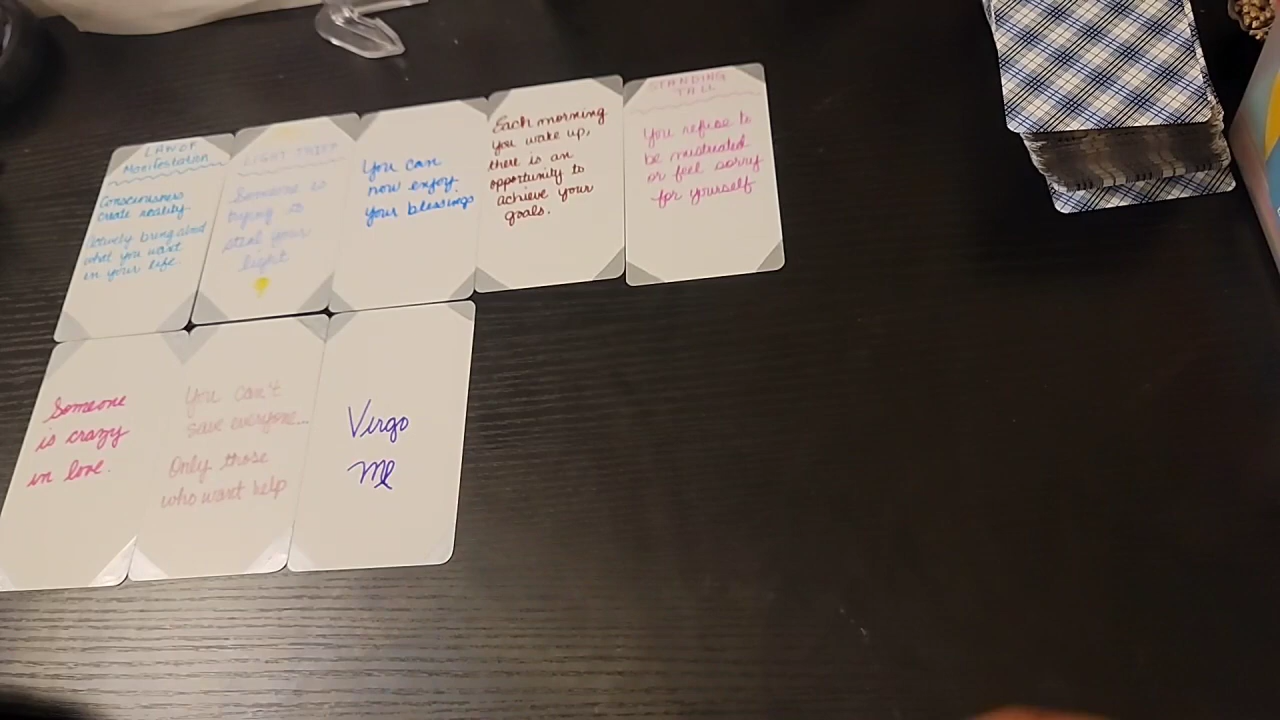 LAW OF
Manifestation
Consciousness
create reality.
Actively bring about
what you want
in your life.
LIGHT THIEF
Someone is
trying to
steal your
light
You can
now enjoy
your blessings.
Each morning
you wake up,
there is an
opportunity to
achieve your
goals.
STANDING
TALL
You refuse to
be mistreated
or feel sorry
for yourself.
Someone
is crazy
in love.
You can't
save everyone...
Only those
who want help
Virgo